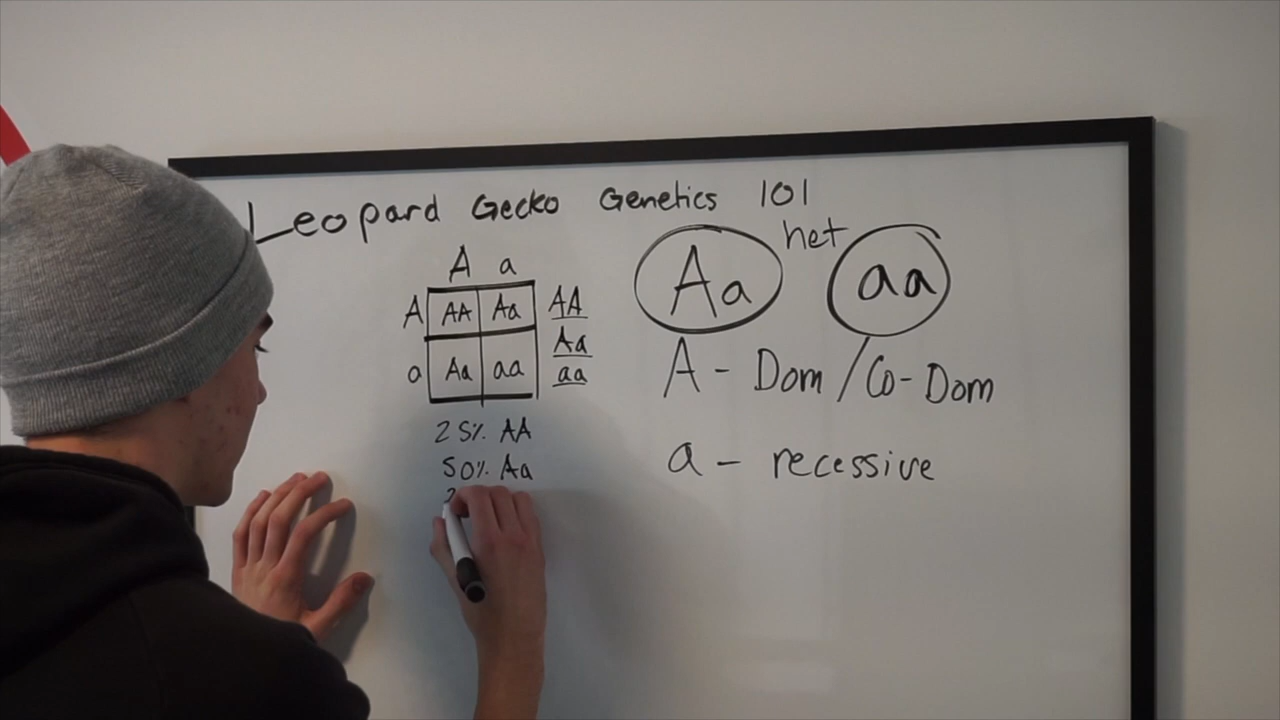 Leopard Gecko Genetics 101
A a
A AA Aa AA
Aa
a Aa aa aa
25% AA
50% Aa
2
Aa het aa
A - Dom / Co-Dom
a - recessive